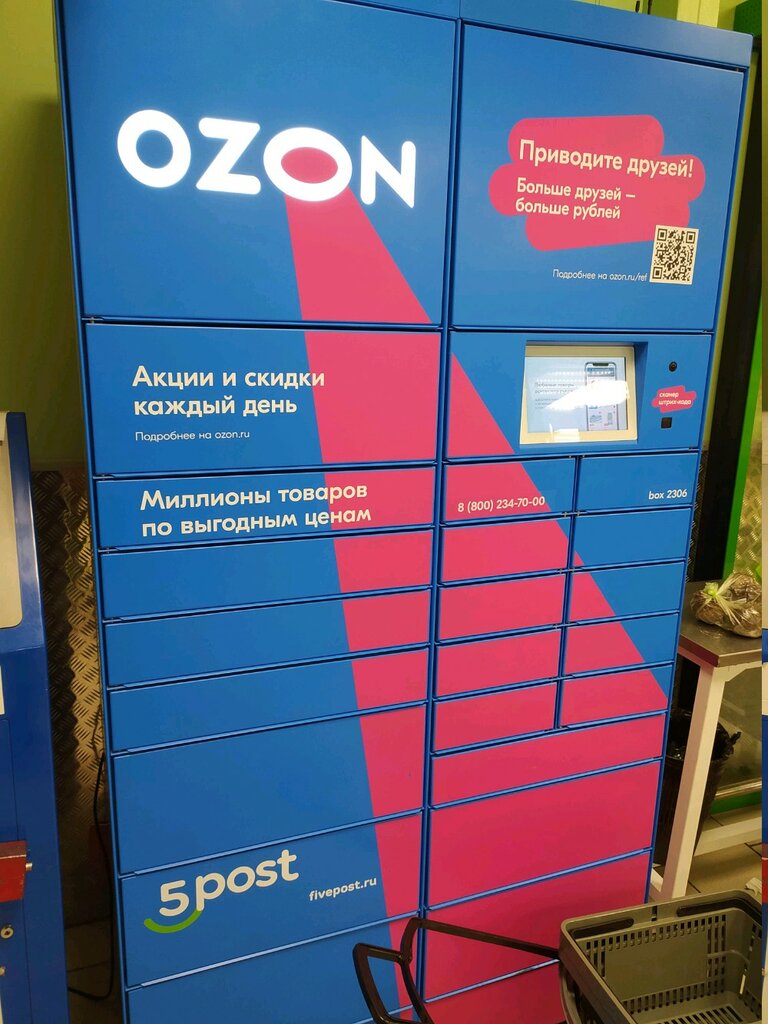 OZON
Приводите друзей!
Больше друзей —
больше рублей
Подробнее на ozon.ru/ref
Акции и скидки
каждый день
Подробнее на ozon.ru
сканер
штрих-кода
Миллионы товаров
по выгодным ценам
8 (800) 234-70-00
box 2306
5post
fivepost.ru